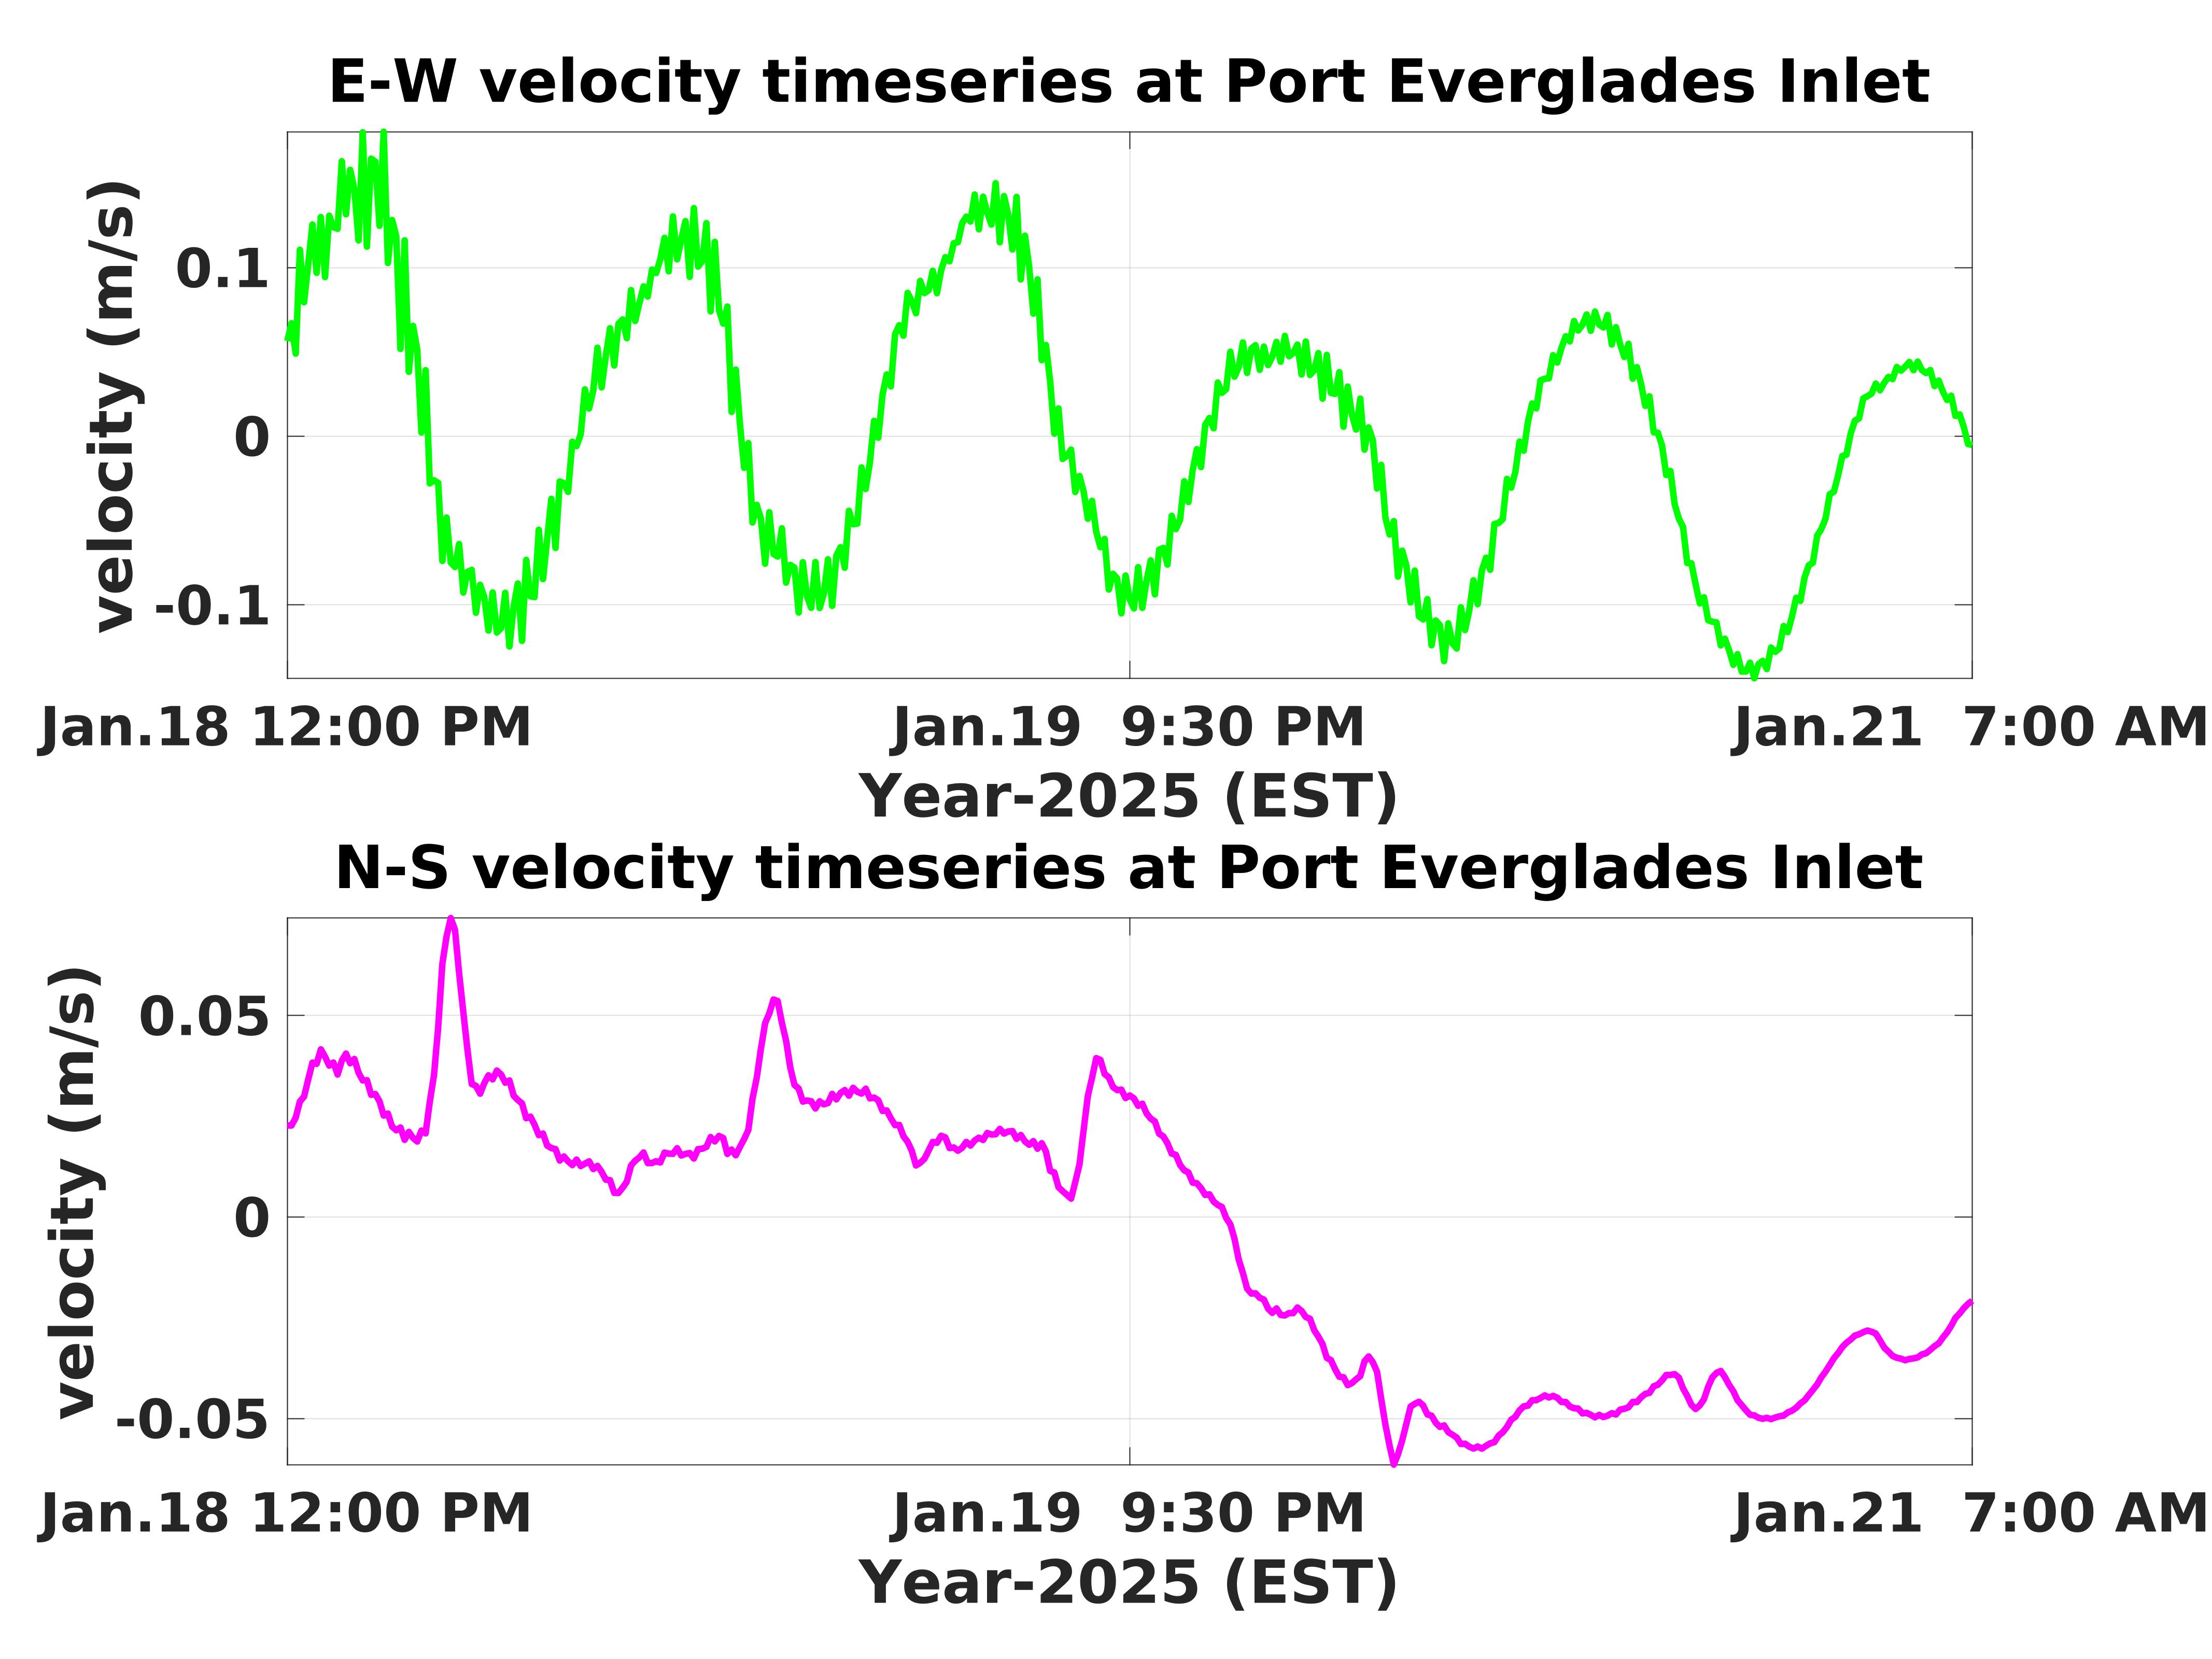 E-W velocity timeseries at Port Everglades Inlet
velocity (m/s)
0.1
0
-0.1
Jan.18 12:00 PM
Jan.19 9:30 PM
Jan.21 7:00 AM
Year-2025 (EST)
N-S velocity timeseries at Port Everglades Inlet
velocity (m/s)
0.05
0
-0.05
Jan.18 12:00 PM
Jan.19 9:30 PM
Jan.21 7:00 AM
Year-2025 (EST)